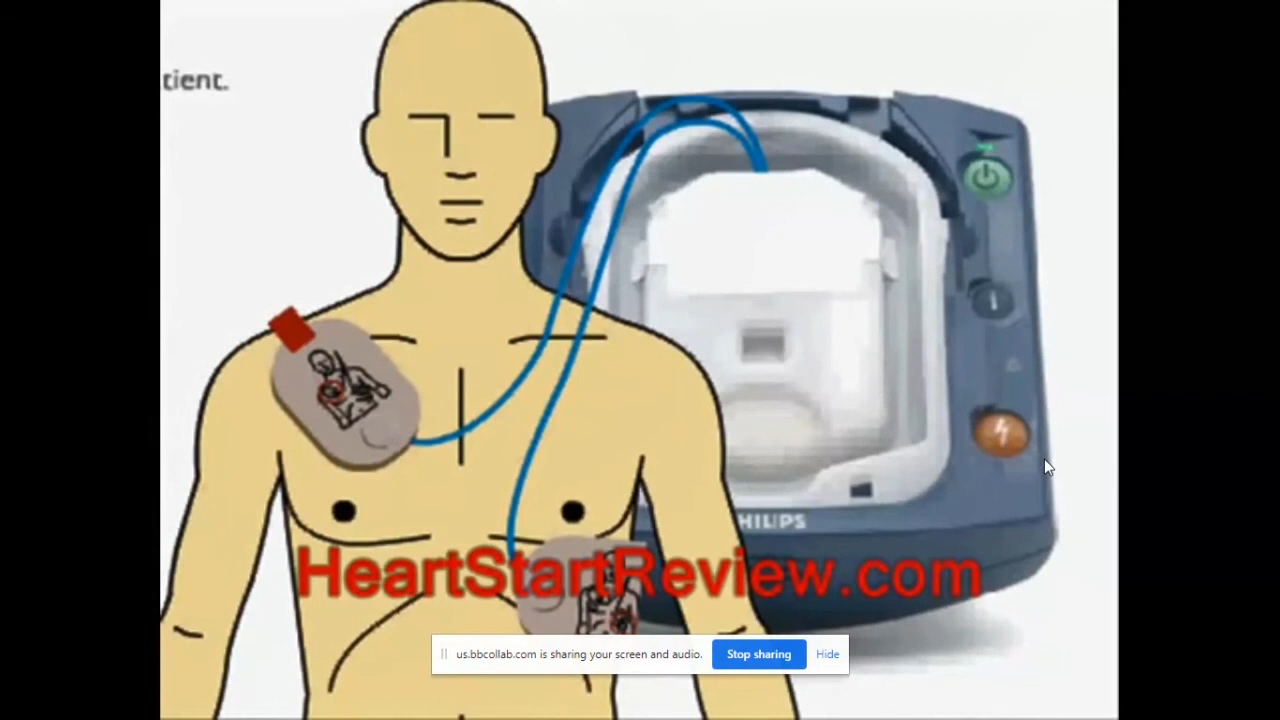 tient.
HILIPS
HeartStartReview.com
us.bbcollab.com is sharing your screen and audio. Stop sharing Hide